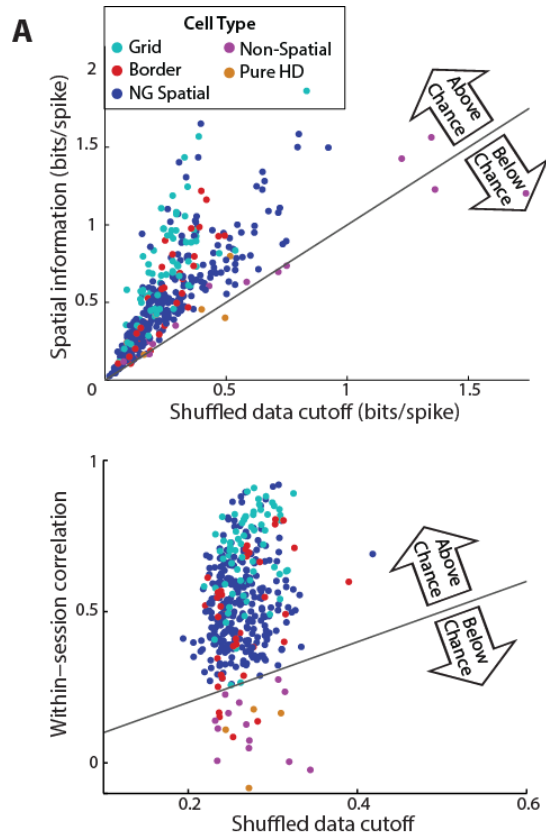 A
Cell Type
Grid
Non-Spatial
Border
Pure HD
NG Spatial
Above
Chance
Below
Chance
2
1.5
1
0.5
0
0.5
1
1.5
Spatial information (bits/spike)
Shuffled data cutoff (bits/spike)
1
0.5
0
Within-session correlation
Above
Chance
Below
Chance
0.2
0.4
0.6
Shuffled data cutoff